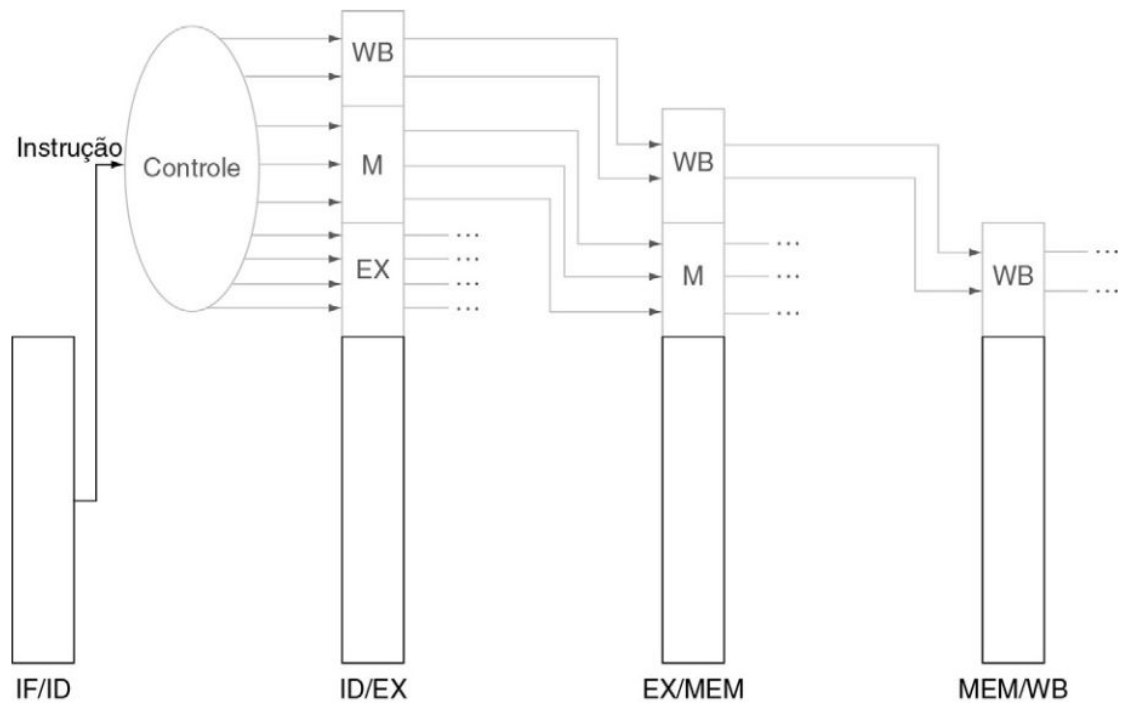 WB
Instrução
Controle
M
WB
EX
...
...
...
...
M
...
...
...
WB
...
...
IF/ID
ID/EX
EX/MEM
MEM/WB